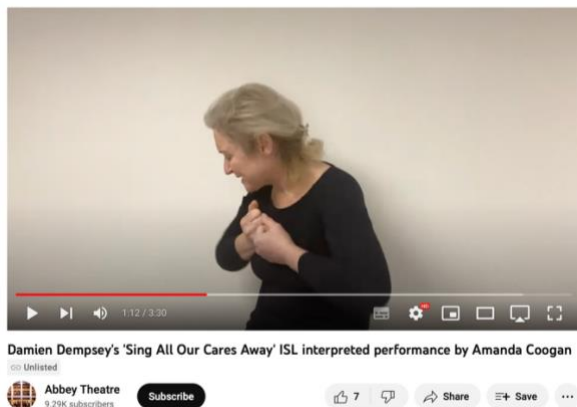 1:12 / 3:30
HD
Damien Dempsey's 'Sing All Our Cares Away' ISL interpreted performance by Amanda Coogan
Unlisted
Abbey Theatre
9.29K subscribers
Subscribe
7
Share
Save